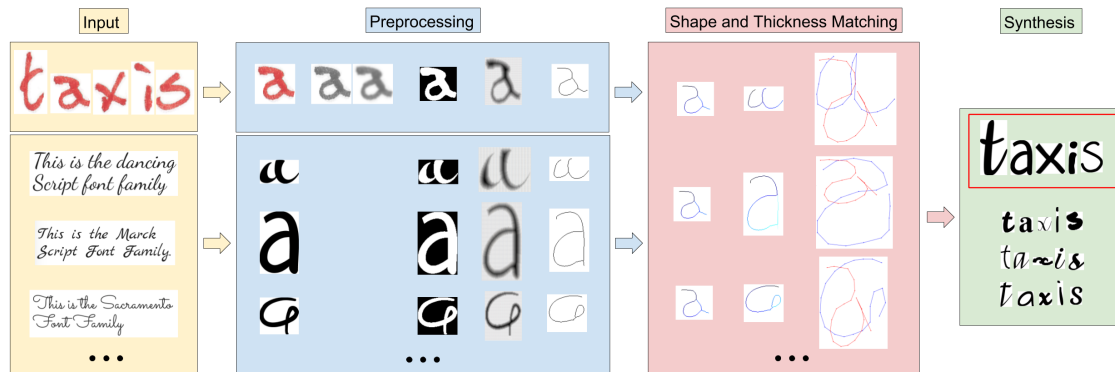 Input
Preprocessing
Shape and Thickness Matching
Synthesis
taxis
This is the dancing
Script font family
This is the Marck
Script Font Family.
This is the Sacramento
Font Family
...
a a a a a a
a a a a
a a a a
a a a a
...
a a
a a
a a
...
taxis
taxis
taxis
taxis